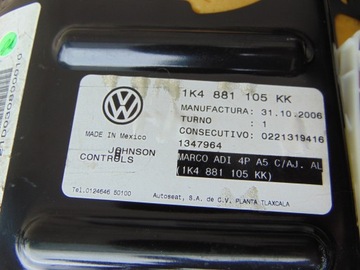 1K4 881 105 KK
MANUFACTURA: 31.10.2006
TURNO : 1
CONSECUTIVO: 0221319416
1347964
MADE IN Mexico
JOHNSON
CONTROLS
MARCO ADI 4P A5 C/AJ. AL
(1K4 881 105 KK)
Tel.0124646 50100
Autoseat, S.A. de C.V. PLANTA TLAXCALA